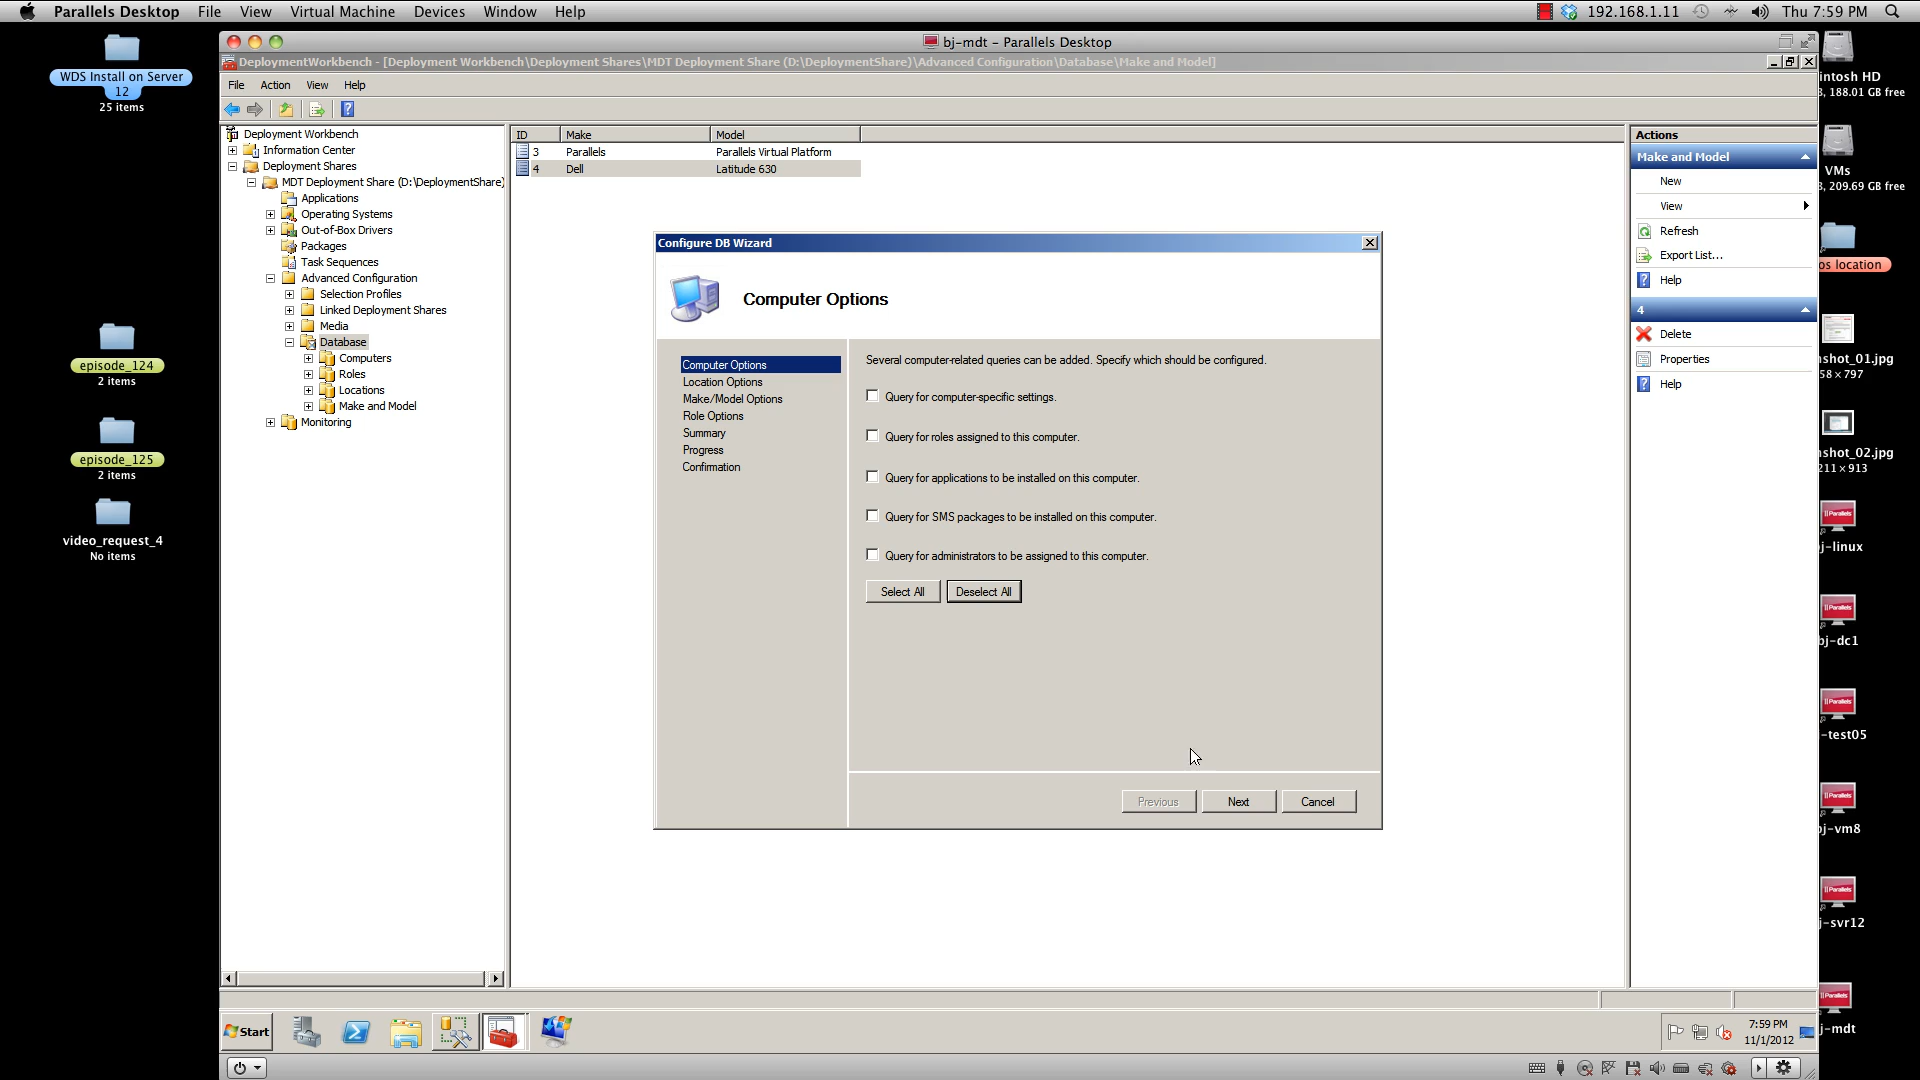 Parallels Desktop File View Virtual Machine Devices Window Help 192.168.1.11 Thu 7:59 PM
WDS Install on Server
12
25 items
episode_124
2 items
episode_125
2 items
video_request_4
No items
bj-mdt - Parallels Desktop
DeploymentWorkbench - [Deployment Workbench\Deployment Shares\MDT Deployment Share (D:\DeploymentShare)\Advanced Configuration\Database\Make and Model]
File Action View Help
Deployment Workbench
Information Center
Deployment Shares
MDT Deployment Share (D:\DeploymentShare)
Applications
Operating Systems
Out-of-Box Drivers
Packages
Task Sequences
Advanced Configuration
Selection Profiles
Linked Deployment Shares
Media
Database
Computers
Roles
Locations
Make and Model
Monitoring
ID Make Model
3 Parallels Parallels Virtual Platform
4 Dell Latitude 630
Configure DB Wizard
Computer Options
Computer Options
Location Options
Make/Model Options
Role Options
Summary
Progress
Confirmation
Several computer-related queries can be added. Specify which should be configured.
Query for computer-specific settings.
Query for roles assigned to this computer.
Query for applications to be installed on this computer.
Query for SMS packages to be installed on this computer.
Query for administrators to be assigned to this computer.
Select All Deselect All
Previous Next Cancel
Actions
Make and Model
New
View
Refresh
Export List...
Help
4
Delete
Properties
Help
intosh HD
3, 188.01 GB free
VMs
3, 209.69 GB free
os location
nshot_01.jpg
58 × 797
nshot_02.jpg
211 × 913
|| Parallels
j-linux
|| Parallels
bj-dc1
|| Parallels
-test05
|| Parallels
bj-vm8
|| Parallels
j-svr12
|| Parallels
j-mdt
Start
7:59 PM
11/1/2012